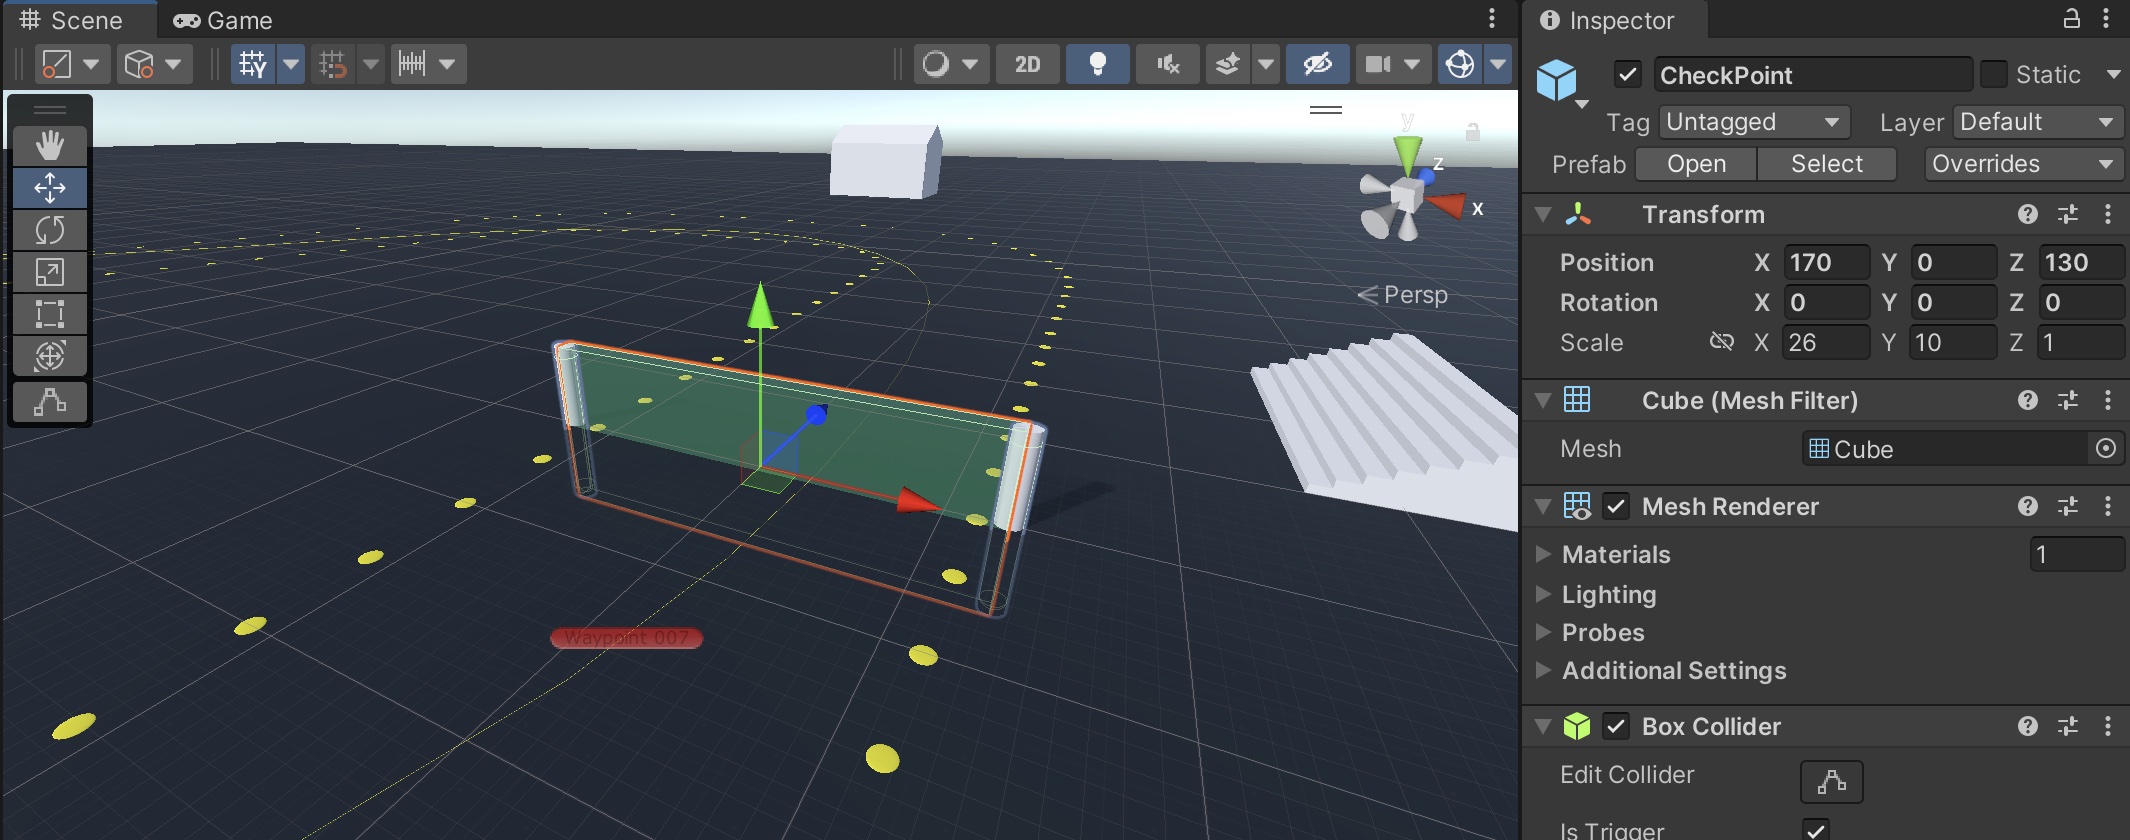 Scene
Game
2D
y
z
x
Persp
Waypoint 007
Inspector
CheckPoint
Static
Tag Untagged Layer Default
Prefab Open Select Overrides
Transform
Position X 170 Y 0 Z 130
Rotation X 0 Y 0 Z 0
Scale X 26 Y 10 Z 1
Cube (Mesh Filter)
Mesh Cube
Mesh Renderer
Materials 1
Lighting
Probes
Additional Settings
Box Collider
Edit Collider
Is Trigger